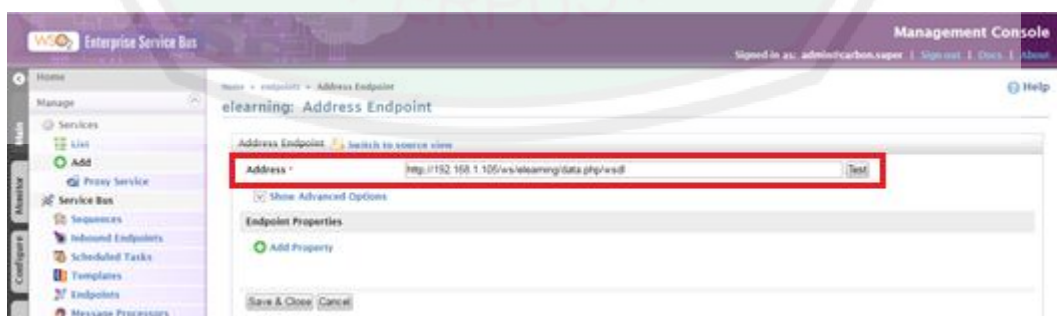 WSO2 Enterprise Service Bus
Management Console
Signed-in as: admin@carbon.super | Sign-out | Docs | About
Main
Monitor
Configure
Home
Manage
Services
List
Add
Proxy Service
Service Bus
Sequences
Inbound Endpoints
Scheduled Tasks
Templates
Endpoints
Message Processors
Home > endpoints > Address Endpoint
Help
elearning: Address Endpoint
Address Endpoint Switch to source view
Address * http://192.168.1.105/ws/elearning/data.php/wsdl Test
Show Advanced Options
Endpoint Properties
Add Property
Save & Close Cancel